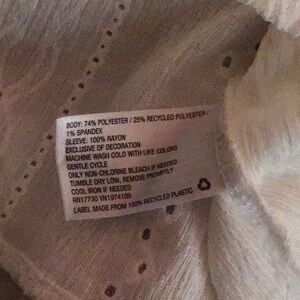 BODY: 74% POLYESTER / 25% RECYCLED POLYESTER /
1% SPANDEX
SLEEVE: 100% RAYON
EXCLUSIVE OF DECORATION
MACHINE WASH COLD WITH LIKE COLORS
GENTLE CYCLE
ONLY NON-CHLORINE BLEACH IF NEEDED
TUMBLE DRY LOW, REMOVE PROMPTLY
COOL IRON IF NEEDED
RN17730 VN1974109
LABEL MADE FROM 100% RECYCLED PLASTIC